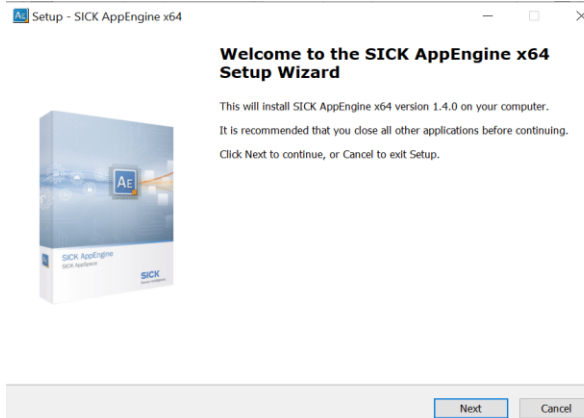 Setup - SICK AppEngine x64
Welcome to the SICK AppEngine x64
Setup Wizard
This will install SICK AppEngine x64 version 1.4.0 on your computer.
It is recommended that you close all other applications before continuing.
Click Next to continue, or Cancel to exit Setup.
AE
SICK AppEngine
SICK AppSpace
SICK
Next
Cancel